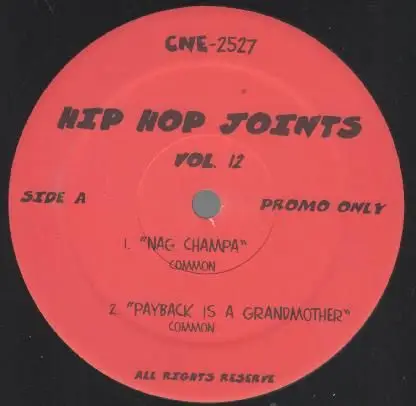 CNE-2527
HIP HOP JOINTS
VOL. 12
SIDE A
PROMO ONLY
1. "NAG CHAMPA"
COMMON
2. "PAYBACK IS A GRANDMOTHER"
COMMON
ALL RIGHTS RESERVE